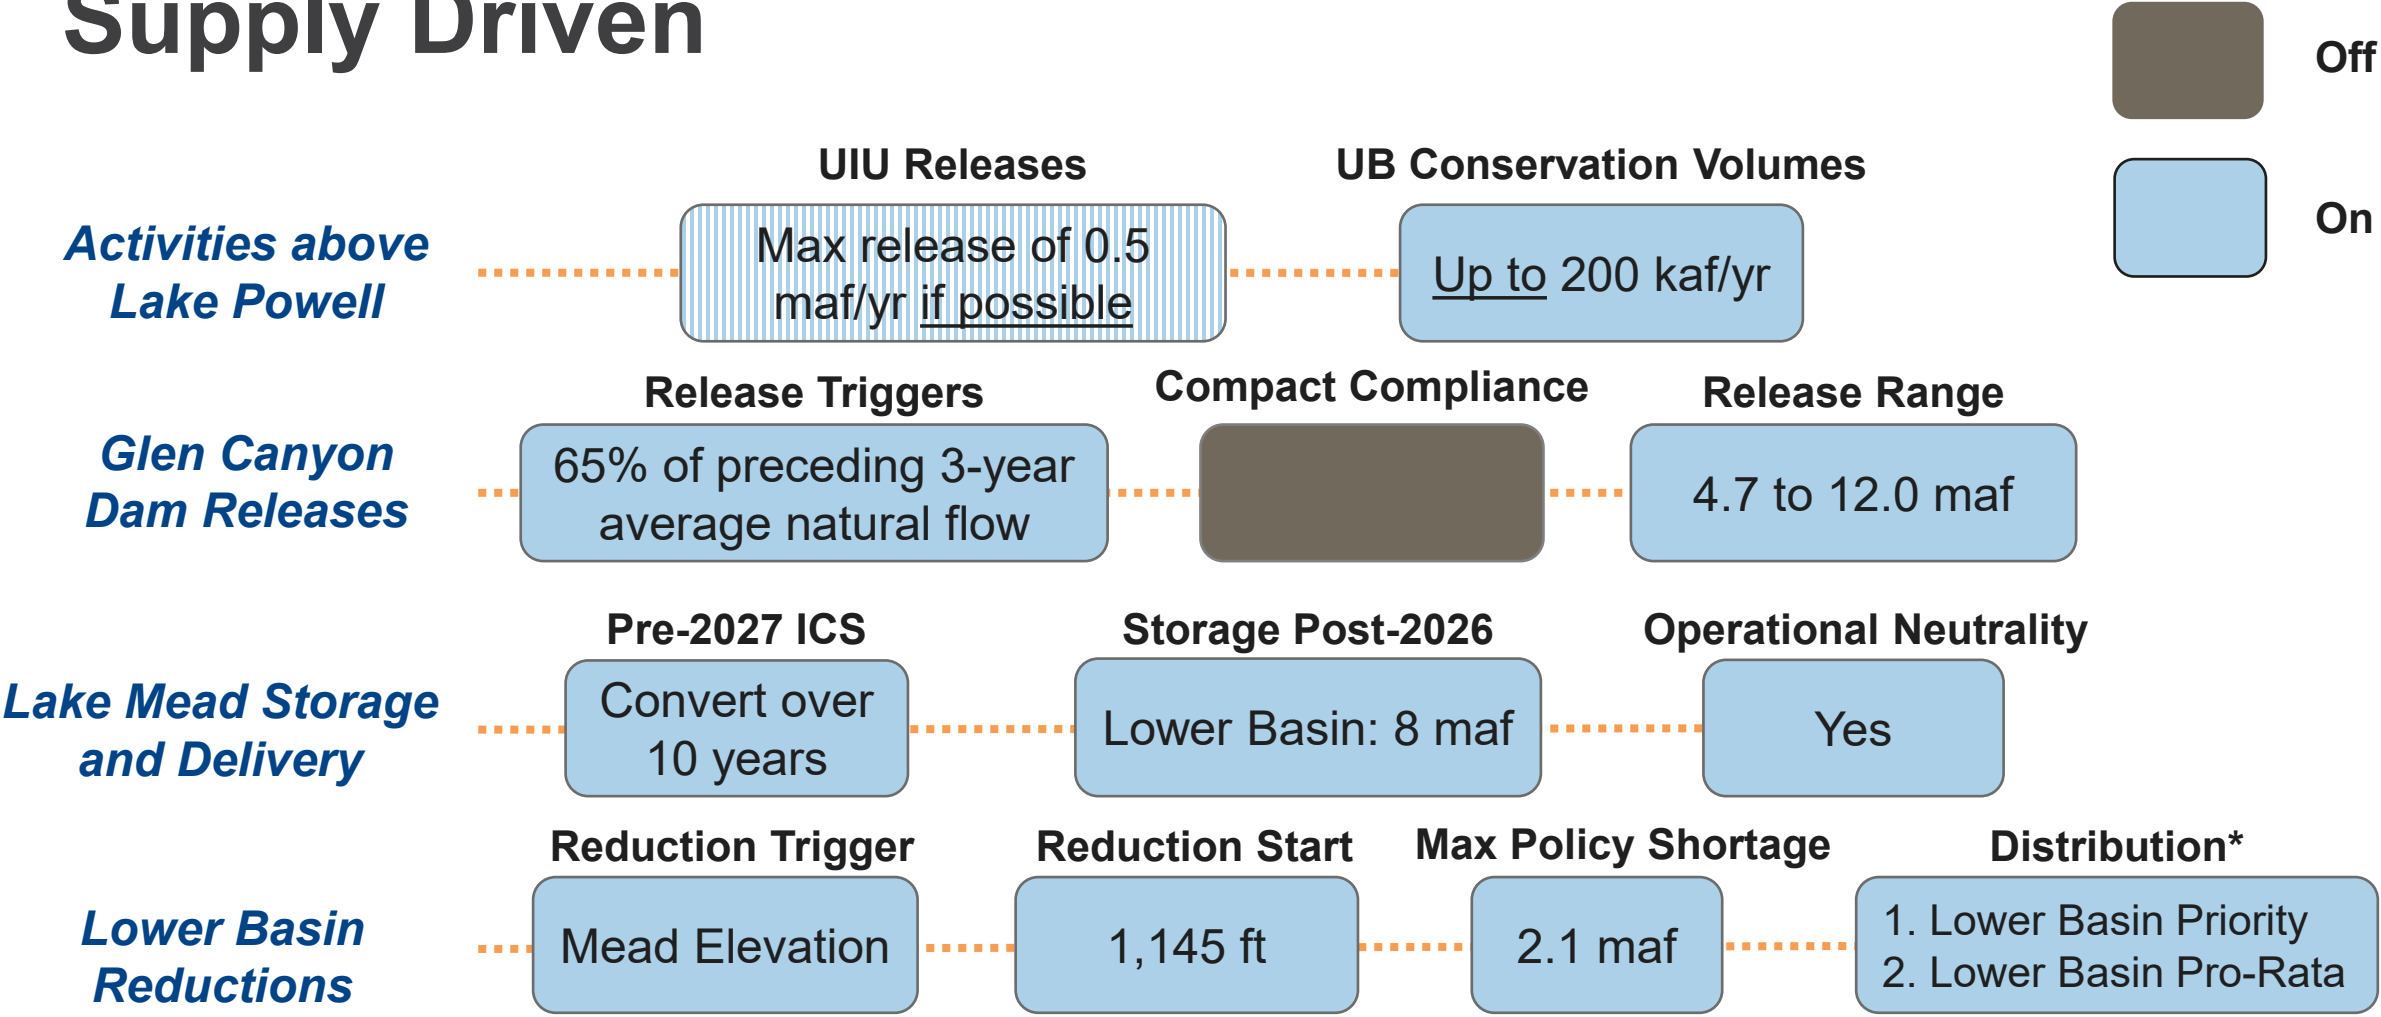 Supply Driven
Off
On
UIU Releases
UB Conservation Volumes
Activities above
Lake Powell
Max release of 0.5
maf/yr if possible
Up to 200 kaf/yr
Release Triggers
Compact Compliance
Release Range
Glen Canyon
Dam Releases
65% of preceding 3-year
average natural flow
4.7 to 12.0 maf
Pre-2027 ICS
Storage Post-2026
Operational Neutrality
Lake Mead Storage
and Delivery
Convert over
10 years
Lower Basin: 8 maf
Yes
Reduction Trigger
Reduction Start
Max Policy Shortage
Distribution*
Lower Basin
Reductions
Mead Elevation
1,145 ft
2.1 maf
1. Lower Basin Priority
2. Lower Basin Pro-Rata